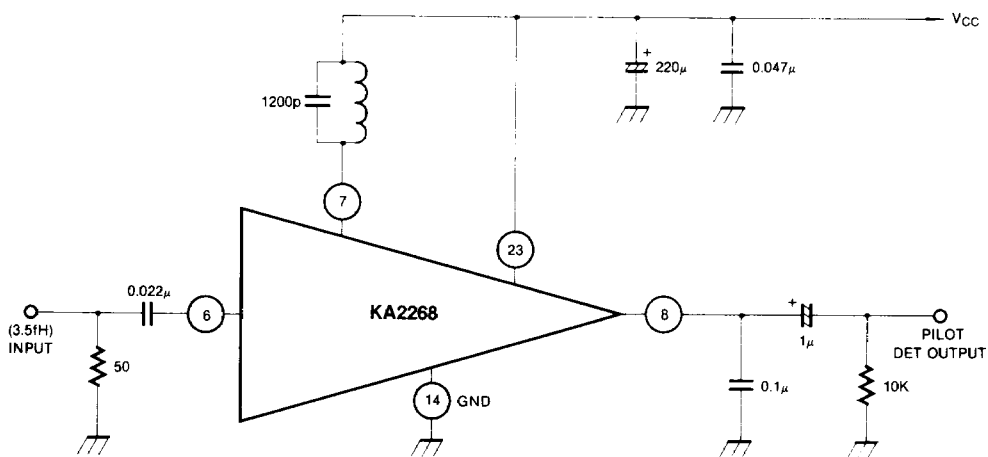 V_CC
+
220μ
0.047μ
1200p
7
23
0.022μ
6
KA2268
8
+
1μ
(3.5fH)
INPUT
50
14
GND
0.1μ
10K
PILOT
DET OUTPUT